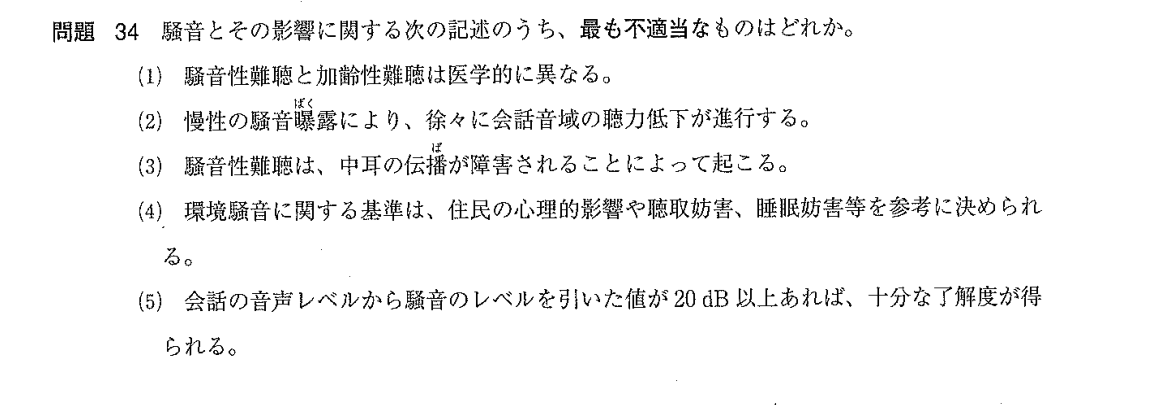 問題 34 騒音とその影響に関する次の記述のうち、最も不適当なものはどれか。
(1) 騒音性難聴と加齢性難聴は医学的に異なる。
ばく
(2) 慢性の騒音曝露により、徐々に会話音域の聴力低下が進行する。
ぱ
(3) 騒音性難聴は、中耳の伝播が障害されることによって起こる。
(4) 環境騒音に関する基準は、住民の心理的影響や聴取妨害、睡眠妨害等を参考に決められ
る。
(5) 会話の音声レベルから騒音のレベルを引いた値が 20 dB 以上あれば、十分な了解度が得
られる。